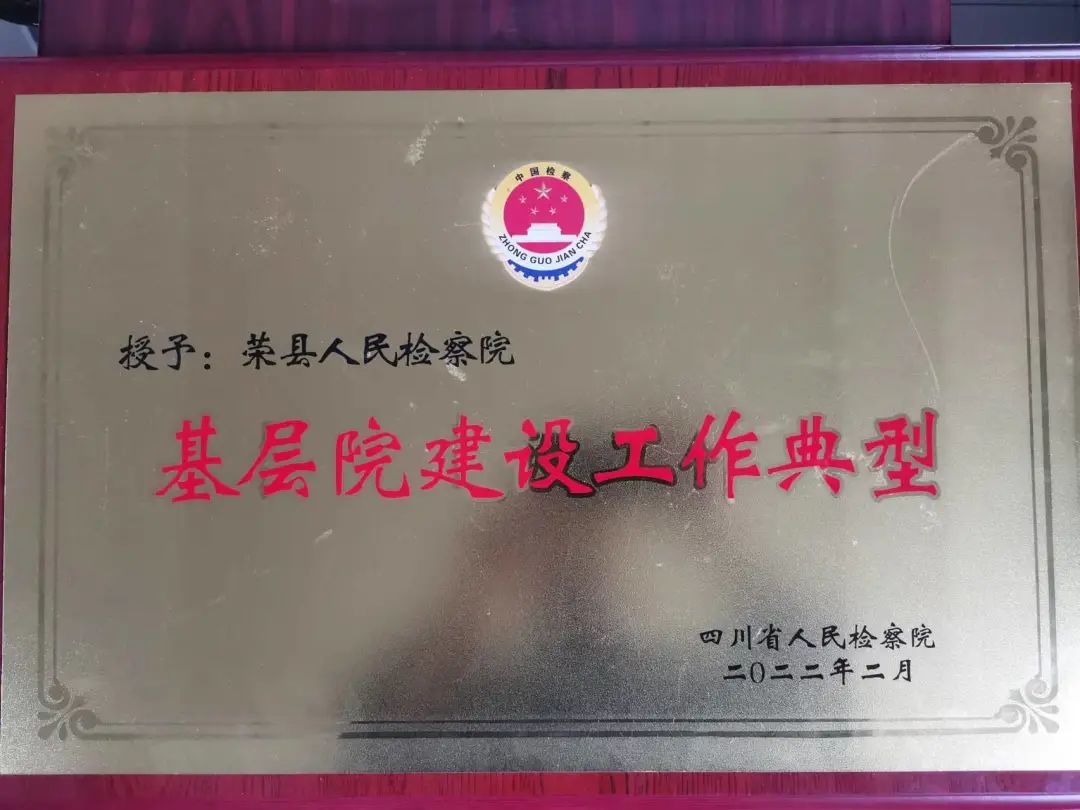 中国检察
ZHONG GUO JIAN CHA
授予：荣县人民检察院
基层院建设工作典型
四川省人民检察院
二〇二二年二月